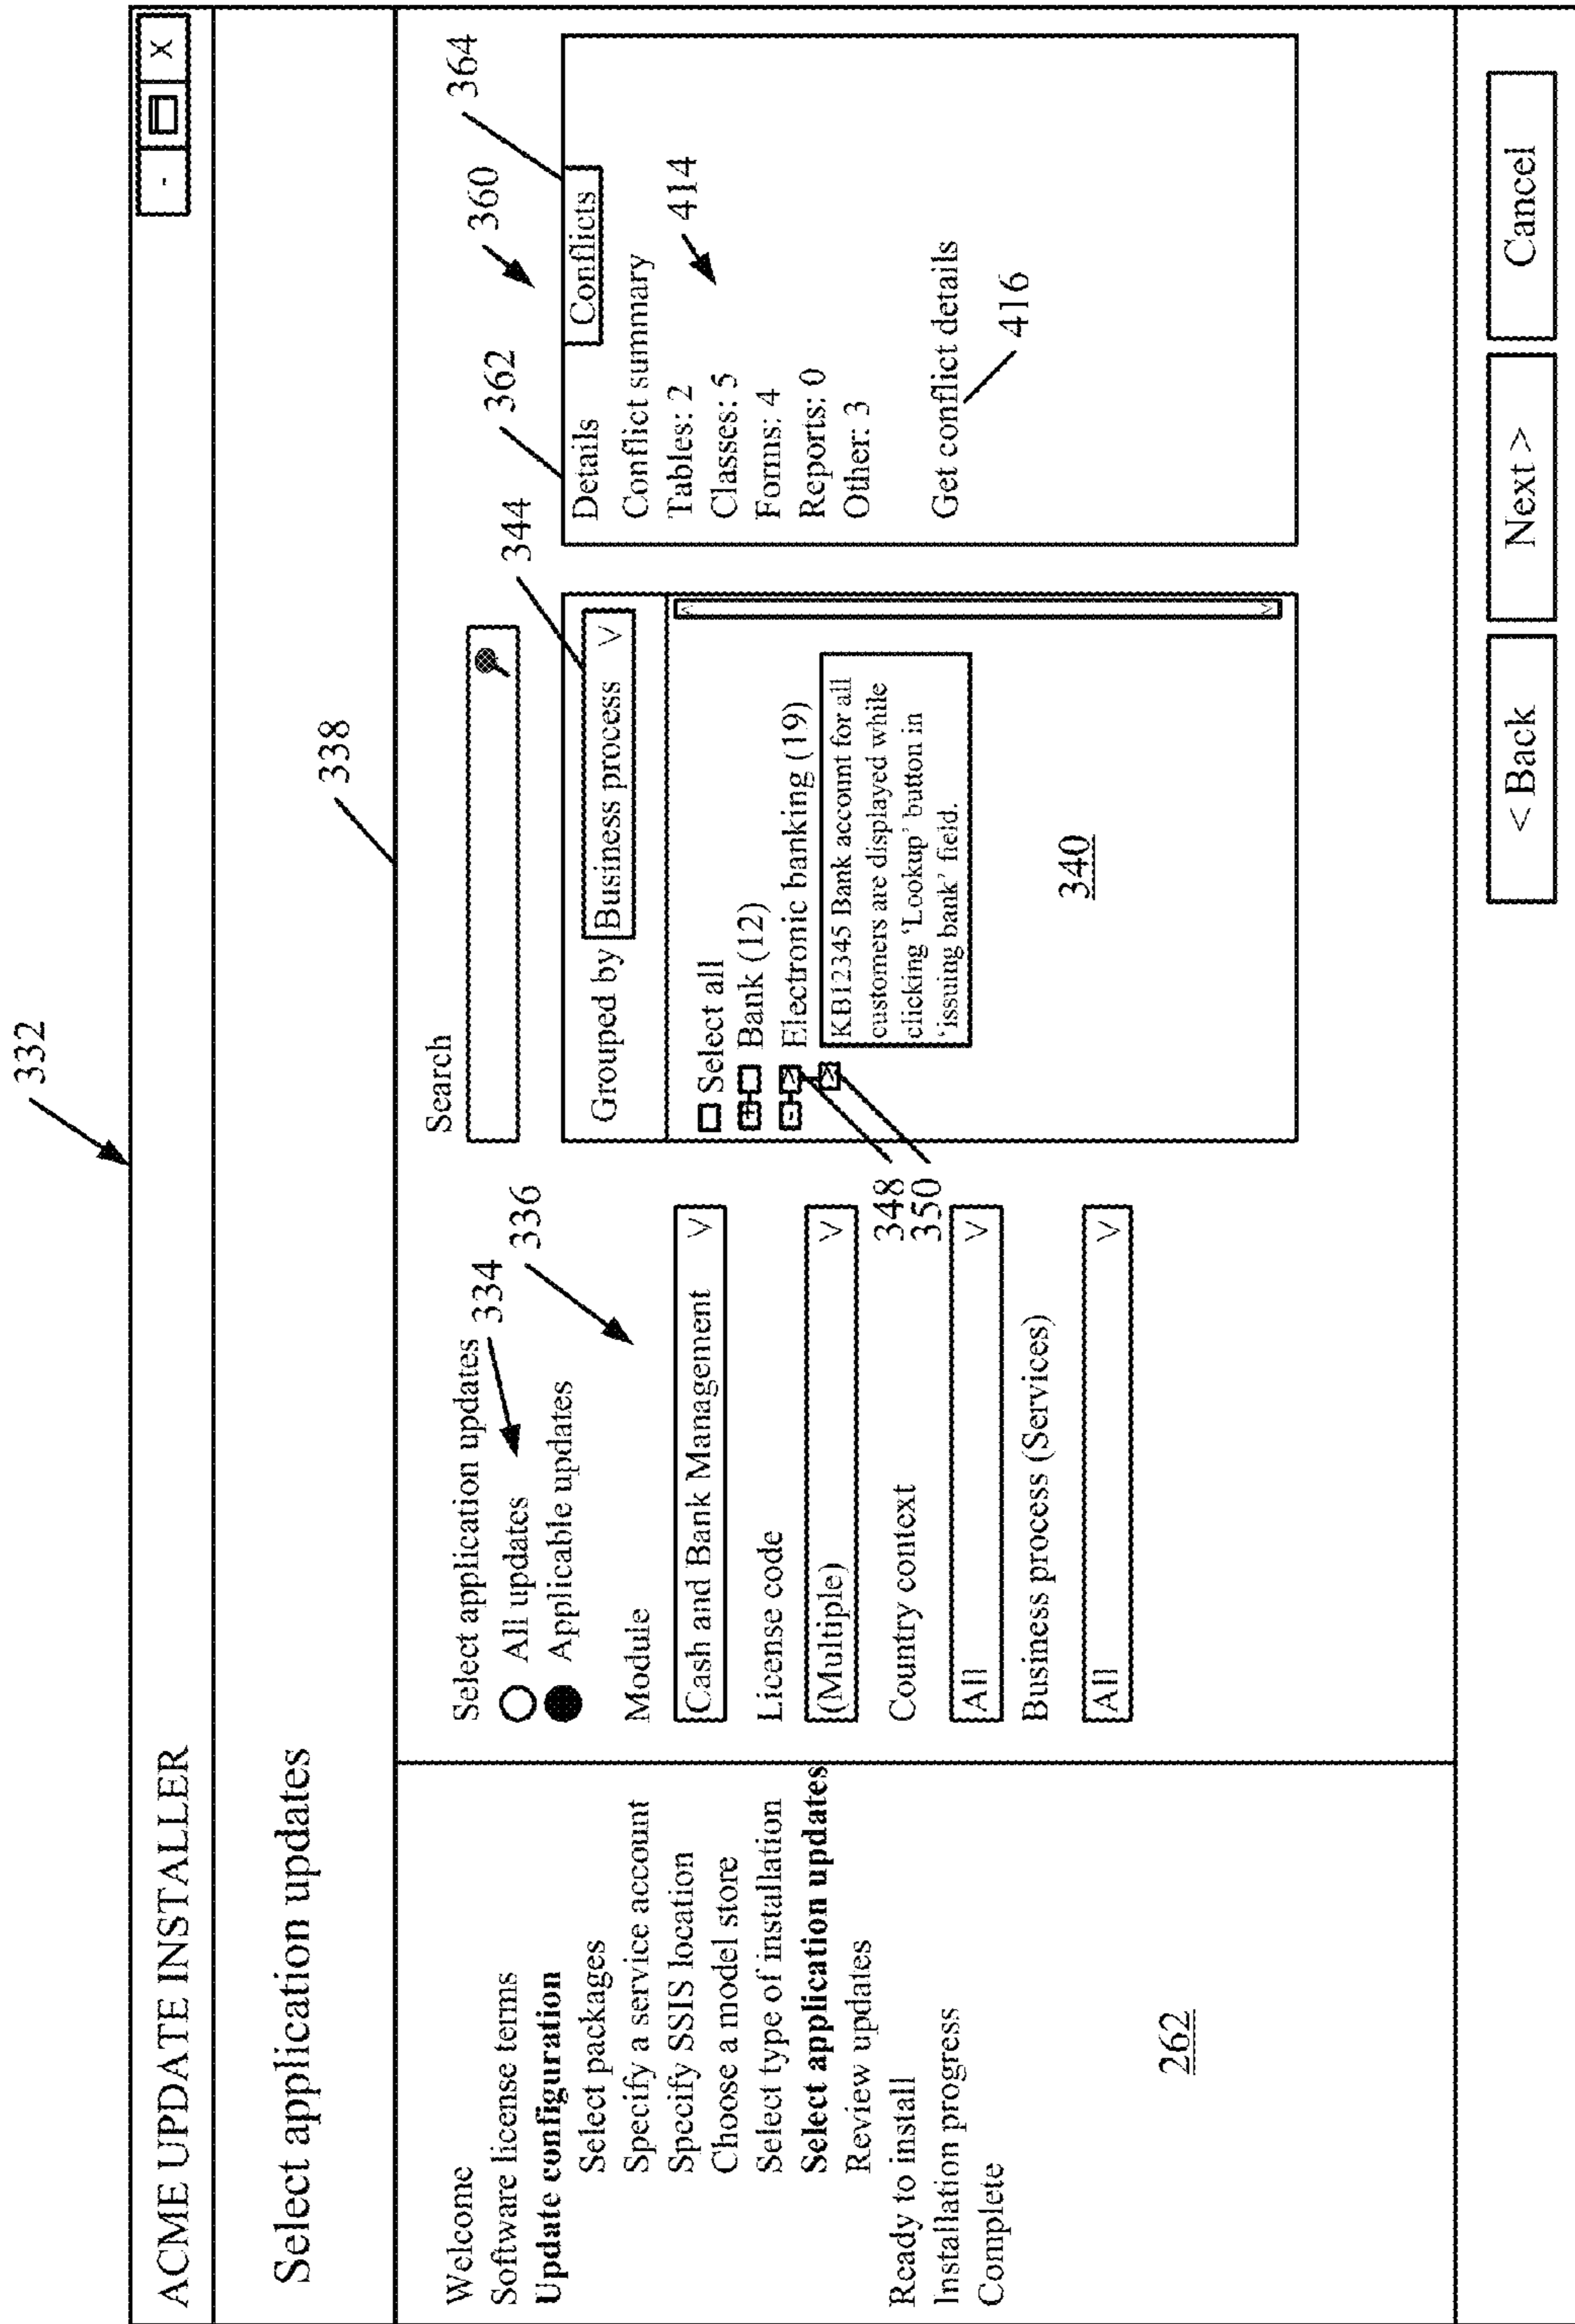 332
ACME UPDATE INSTALLER
- X
Select application updates
338
Welcome
Software license terms
Update configuration
Select packages
Specify a service account
Specify SSIS location
Choose a model store
Select type of installation
Select application updates
Review updates
Ready to install
Installation progress
Complete
262
Select application updates
334
All updates
Applicable updates
336
Module
Cash and Bank Management V
License code
(Multiple) V
Country context
All V
Business process (Services)
All V
348
350
Search
344
Grouped by Business process V
Select all
+ Bank (12)
- Electronic banking (19)
KB12345 Bank account for all
customers are displayed while
clicking ‘Lookup’ button in
‘issuing bank’ field.
340
362
360
364
Details Conflicts
Conflict summary
Tables: 2
Classes: 5
Forms: 4
Reports: 0
Other: 3
414
Get conflict details
416
< Back Next > Cancel